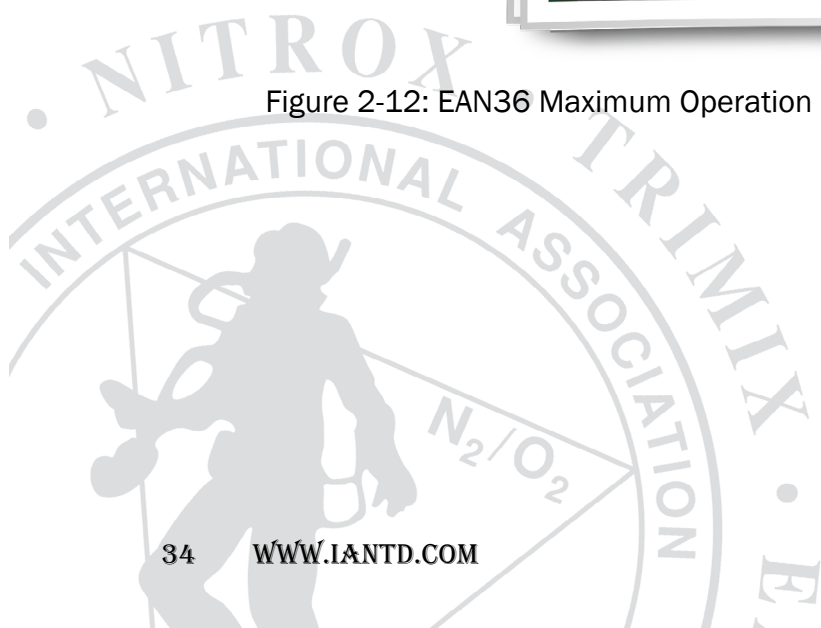 • NITROX • TRIMIX • E
Figure 2-12: EAN36 Maximum Operation
INTERNATIONAL ASSOCIATION
N₂/O₂
34 WWW.IANTD.COM